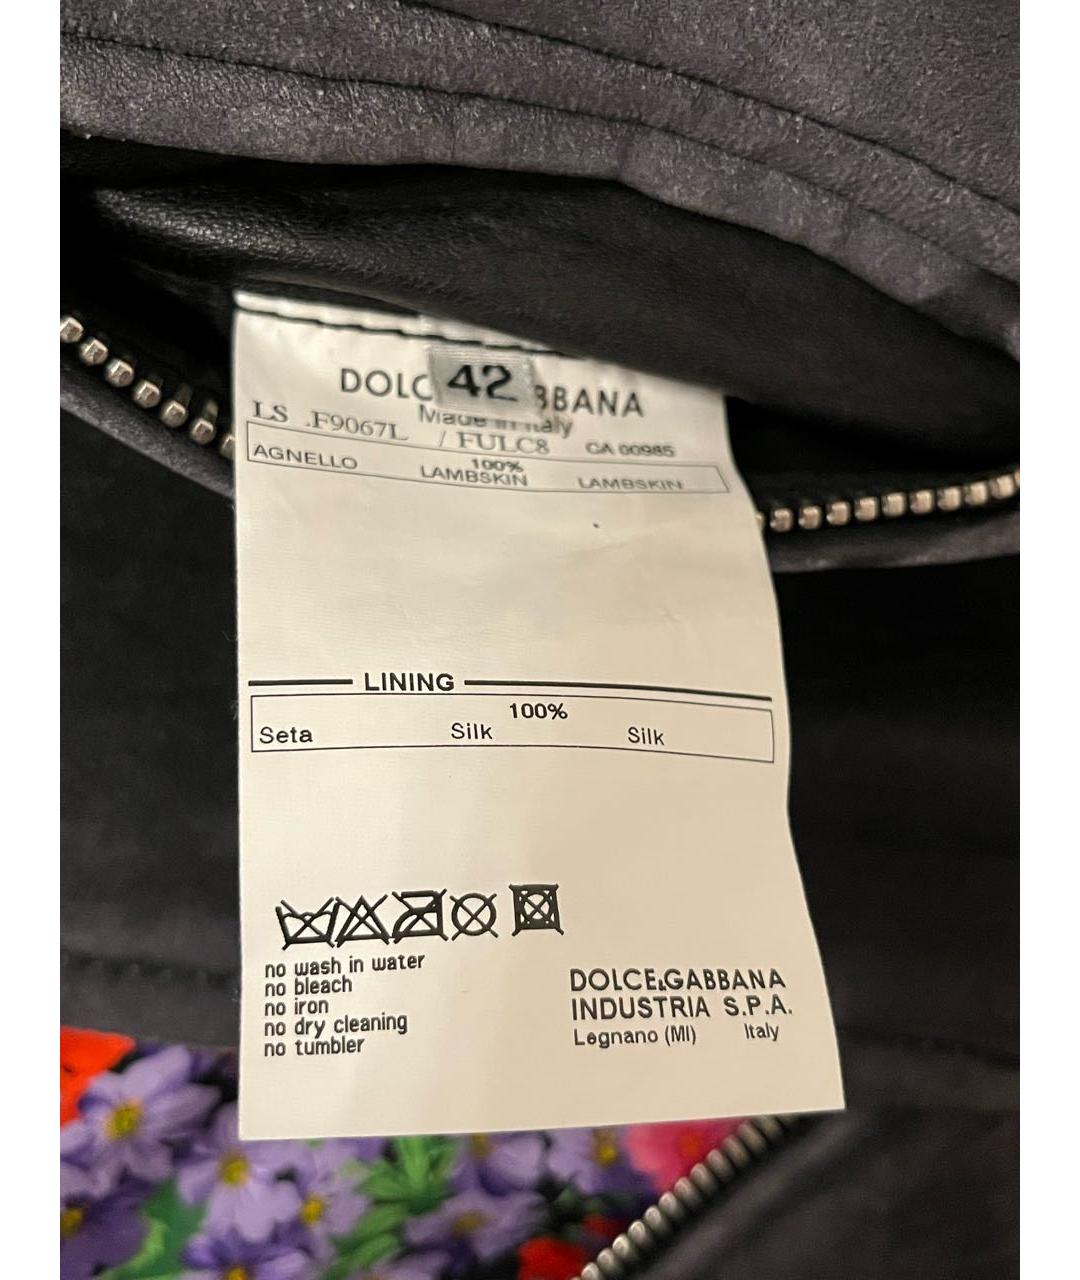 DOLC 42 BBANA
Made in Italy
LS .F9067L / FULC8 CA 00985
100%
AGNELLO LAMBSKIN LAMBSKIN
LINING
100%
Seta Silk Silk
no wash in water
no bleach
no iron
no dry cleaning
no tumbler
DOLCE&GABBANA
INDUSTRIA S.P.A.
Legnano (MI) Italy